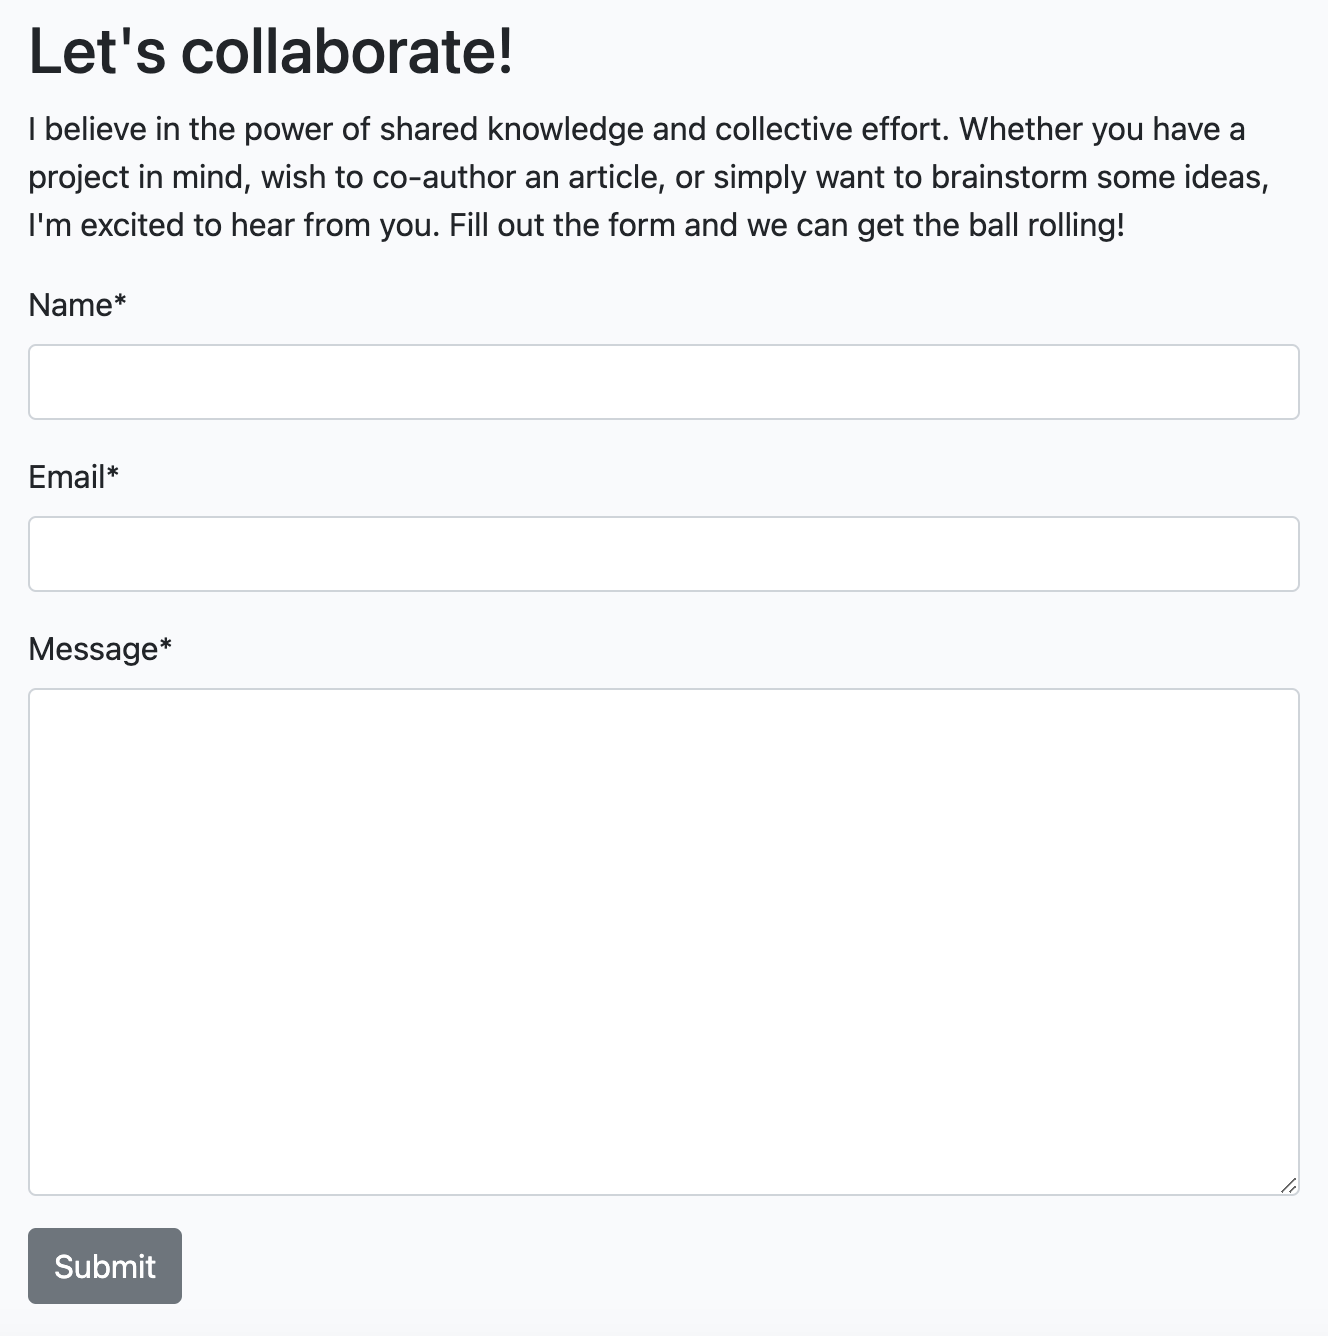 Let's collaborate!
I believe in the power of shared knowledge and collective effort. Whether you have a
project in mind, wish to co-author an article, or simply want to brainstorm some ideas,
I'm excited to hear from you. Fill out the form and we can get the ball rolling!
Name*
Email*
Message*
Submit